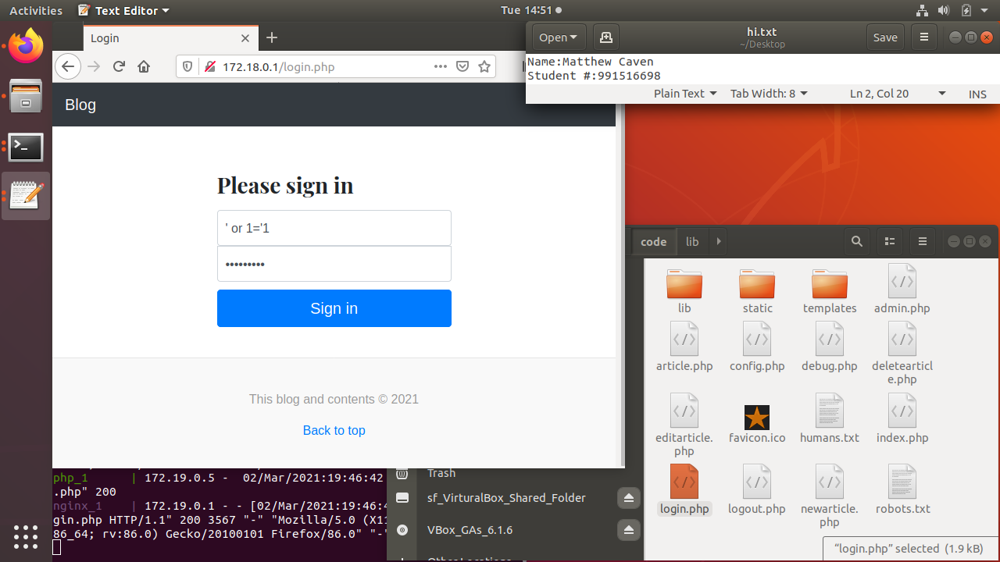 Activities Text Editor Tue 14:51
Login
172.18.0.1/login.php
Open hi.txt Save
~/Desktop
Name:Matthew Caven
Student #:991516698
Plain Text Tab Width: 8 Ln 2, Col 20 INS
Blog
Please sign in
' or 1='1
•••••••••
Sign in
This blog and contents © 2021
Back to top
code lib
lib static templates admin.php
article.php config.php debug.php deletearticl
e.php
editarticle. favicon.ico humans.txt index.php
php
login.php logout.php newarticle. robots.txt
php
"login.php" selected (1.9 kB)
Trash
sf_VirturalBox_Shared_Folder
VBox_GAs_6.1.6
php_1 | 172.19.0.5 - 02/Mar/2021:19:46:42
.php" 200
nginx_1 | 172.19.0.1 - - [02/Mar/2021:19:46:4
gin.php HTTP/1.1" 200 3567 "-" "Mozilla/5.0 (X11
86_64; rv:86.0) Gecko/20100101 Firefox/86.0" "-"